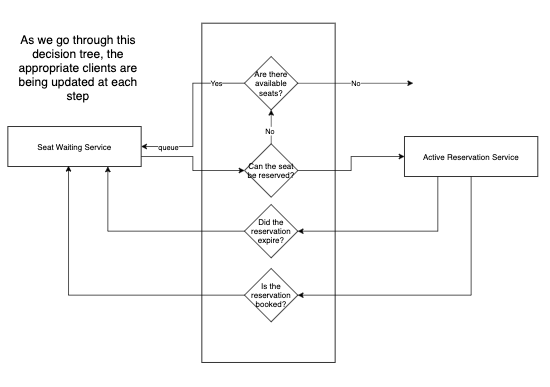 As we go through this
decision tree, the
appropriate clients are
being updated at each
step
Are there
available
seats?
Yes
No
No
Seat Waiting Service
queue
Can the seat
be reserved?
Active Reservation Service
Did the
reservation
expire?
Is the
reservation
booked?